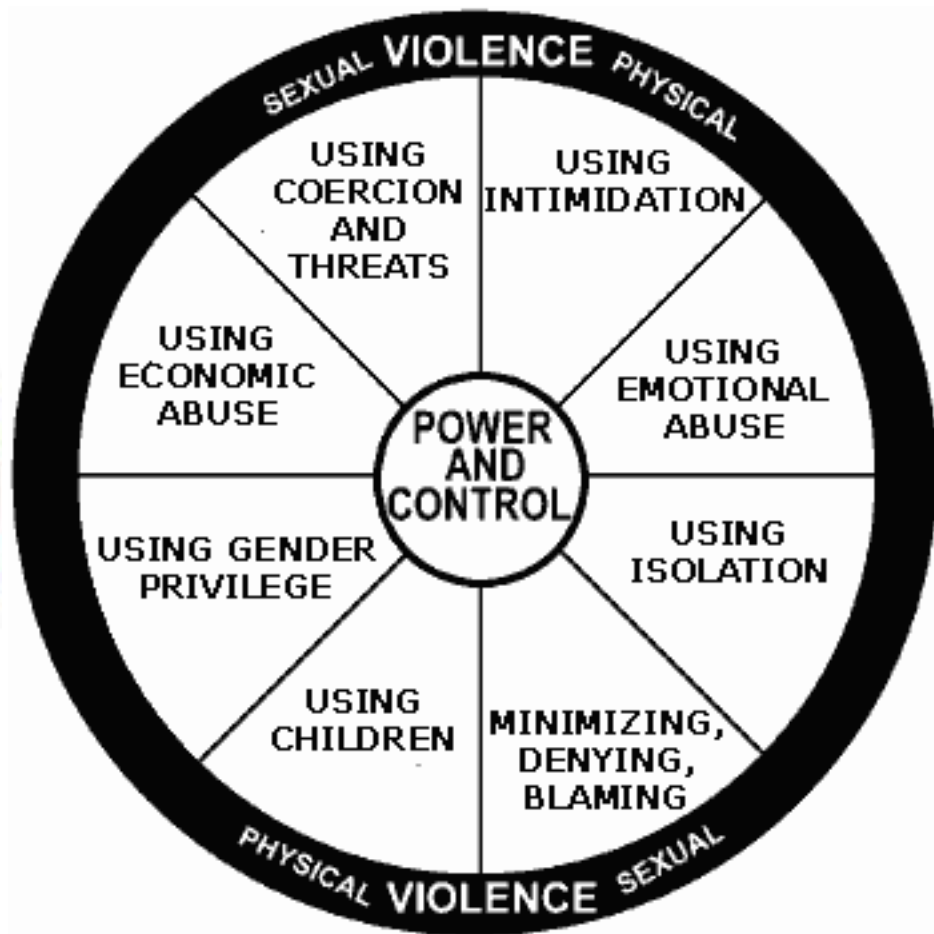 SEXUAL VIOLENCE PHYSICAL
USING
COERCION
AND
THREATS
USING
INTIMIDATION
USING
EMOTIONAL
ABUSE
USING
ISOLATION
MINIMIZING,
DENYING,
BLAMING
USING
CHILDREN
USING GENDER
PRIVILEGE
USING
ECONOMIC
ABUSE
POWER
AND
CONTROL
PHYSICAL VIOLENCE SEXUAL